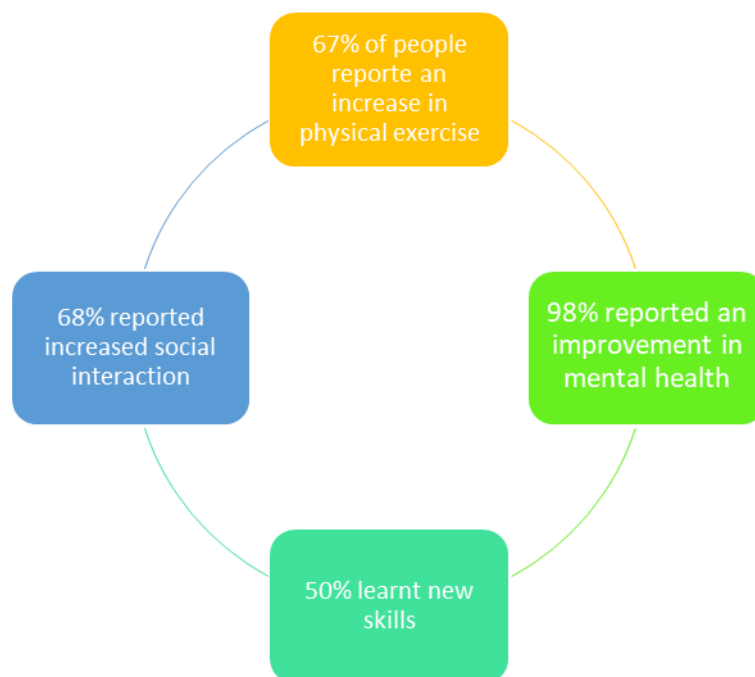 67% of people
reporte an
increase in
physical exercise
68% reported
increased social
interaction
98% reported an
improvement in
mental health
50% learnt new
skills